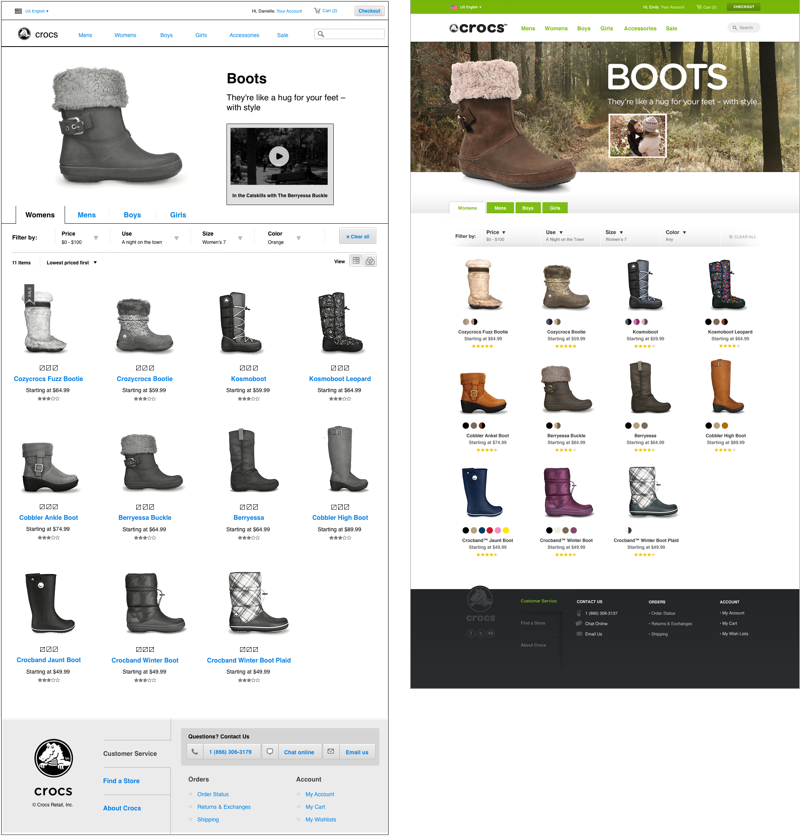 US English ▾
Hi, Danielle. Your Account
Cart (2)
Checkout
crocs
Mens
Womens
Boys
Girls
Accessories
Sale
Boots
They're like a hug for your feet –
with style
In the Catskills with The Berryessa Buckle
Womens
Mens
Boys
Girls
Filter by:
Price
$0 - $100
Use
A night on the town
Size
Women's 7
Color
Orange
× Clear all
11 Items
Lowest priced first ▾
View
SALE
Cozycrocs Fuzz Bootie
Starting at $64.99
Crozycrocs Bootie
Starting at $59.99
Kosmoboot
Starting at $59.99
Kosmoboot Leopard
Starting at $64.99
Cobbler Ankle Boot
Starting at $74.99
Berryessa Buckle
Starting at $64.99
Berryessa
Starting at $64.99
Cobbler High Boot
Starting at $89.99
Crocband Jaunt Boot
Starting at $49.99
Crocband Winter Boot
Starting at $49.99
Crocband Winter Boot Plaid
Starting at $49.99
crocs
© Crocs Retail, Inc.
Customer Service
Find a Store
About Crocs
Questions? Contact Us
1 (866) 306-3179
Chat online
Email us
Orders
Order Status
Returns & Exchanges
Shipping
Account
My Account
My Cart
My Wishlists
US English ▾
Hi, Emily. Your Account
Cart (2)
CHECKOUT
crocs™
Mens
Womens
Boys
Girls
Accessories
Sale
Search
BOOTS
They're like a hug for your feet – with style.
Womens
Mens
Boys
Girls
Filter by:
Price ▾
$0 - $100
Use ▾
A Night on the Town
Size ▾
Women's 7
Color ▾
Any
CLEAR ALL
Cozycrocs Fuzz Bootie
Starting at $64.99
Cozycrocs Bootie
Starting at $59.99
Kosmoboot
Starting at $59.99
Kosmoboot Leopard
Starting at $64.99
Cobbler Ankel Boot
Starting at $74.99
Berryessa Buckle
Starting at $64.99
Berryessa
Starting at $64.99
Cobbler High Boot
Starting at $89.99
Crocband™ Jaunt Boot
Starting at $49.99
Crocband™ Winter Boot
Starting at $49.99
Crocband™ Winter Boot Plaid
Starting at $49.99
crocs
Customer Service
Find a Store
About Crocs
CONTACT US
1 (866) 306-3137
Chat Online
Email Us
ORDERS
Order Status
Returns & Exchanges
Shipping
ACCOUNT
My Account
My Cart
My Wish Lists